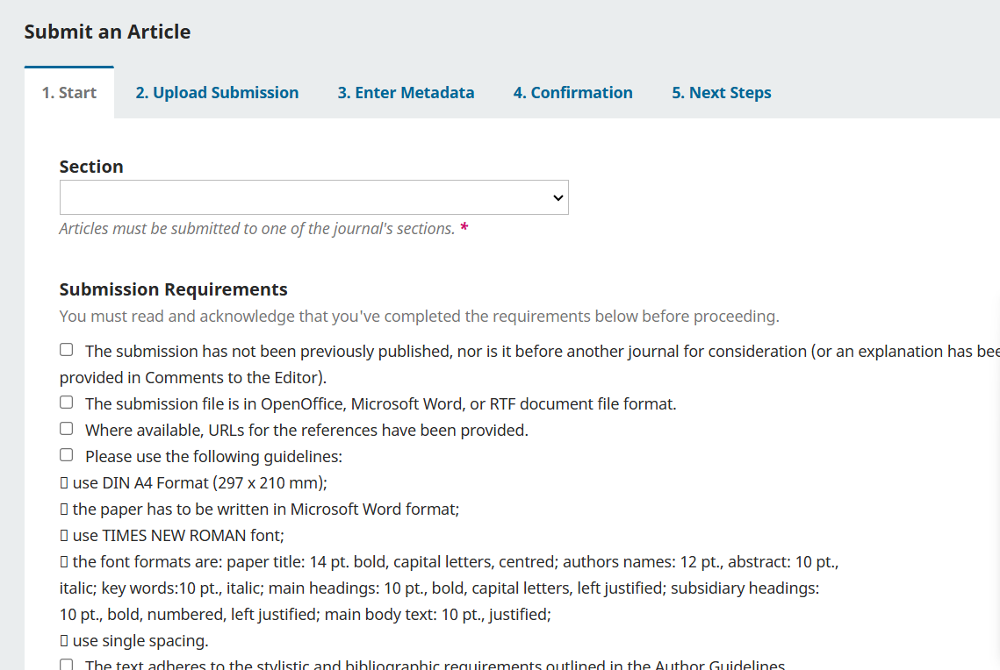 Submit an Article
1. Start
2. Upload Submission
3. Enter Metadata
4. Confirmation
5. Next Steps
Section
Articles must be submitted to one of the journal's sections. *
Submission Requirements
You must read and acknowledge that you've completed the requirements below before proceeding.
The submission has not been previously published, nor is it before another journal for consideration (or an explanation has
provided in Comments to the Editor).
The submission file is in OpenOffice, Microsoft Word, or RTF document file format.
Where available, URLs for the references have been provided.
Please use the following guidelines:
use DIN A4 Format (297 x 210 mm);
the paper has to be written in Microsoft Word format;
use TIMES NEW ROMAN font;
the font formats are: paper title: 14 pt. bold, capital letters, centred; authors names: 12 pt., abstract: 10 pt.,
italic; key words:10 pt., italic; main headings: 10 pt., bold, capital letters, left justified; subsidiary headings:
10 pt., bold, numbered, left justified; main body text: 10 pt., justified;
use single spacing.
The text adheres to the stylistic and bibliographic requirements outlined in the Author Guidelines